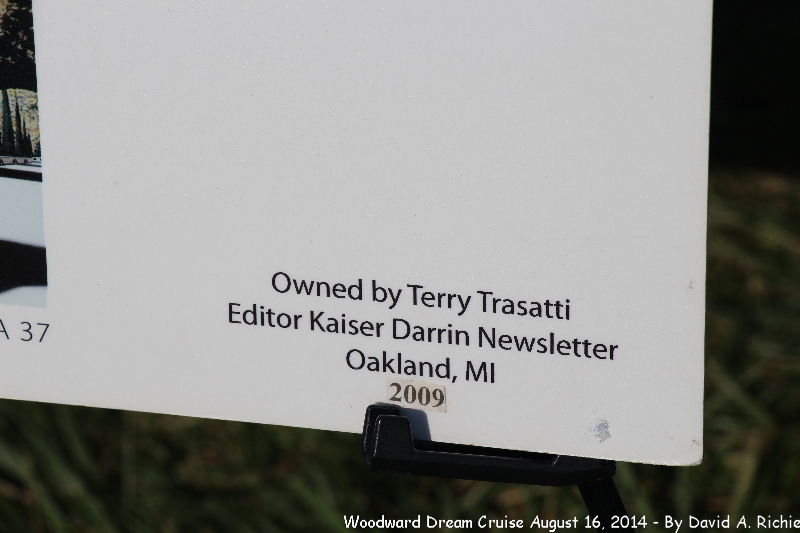 A 37
Owned by Terry Trasatti
Editor Kaiser Darrin Newsletter
Oakland, MI
2009
Woodward Dream Cruise August 16, 2014 - By David A. Richie